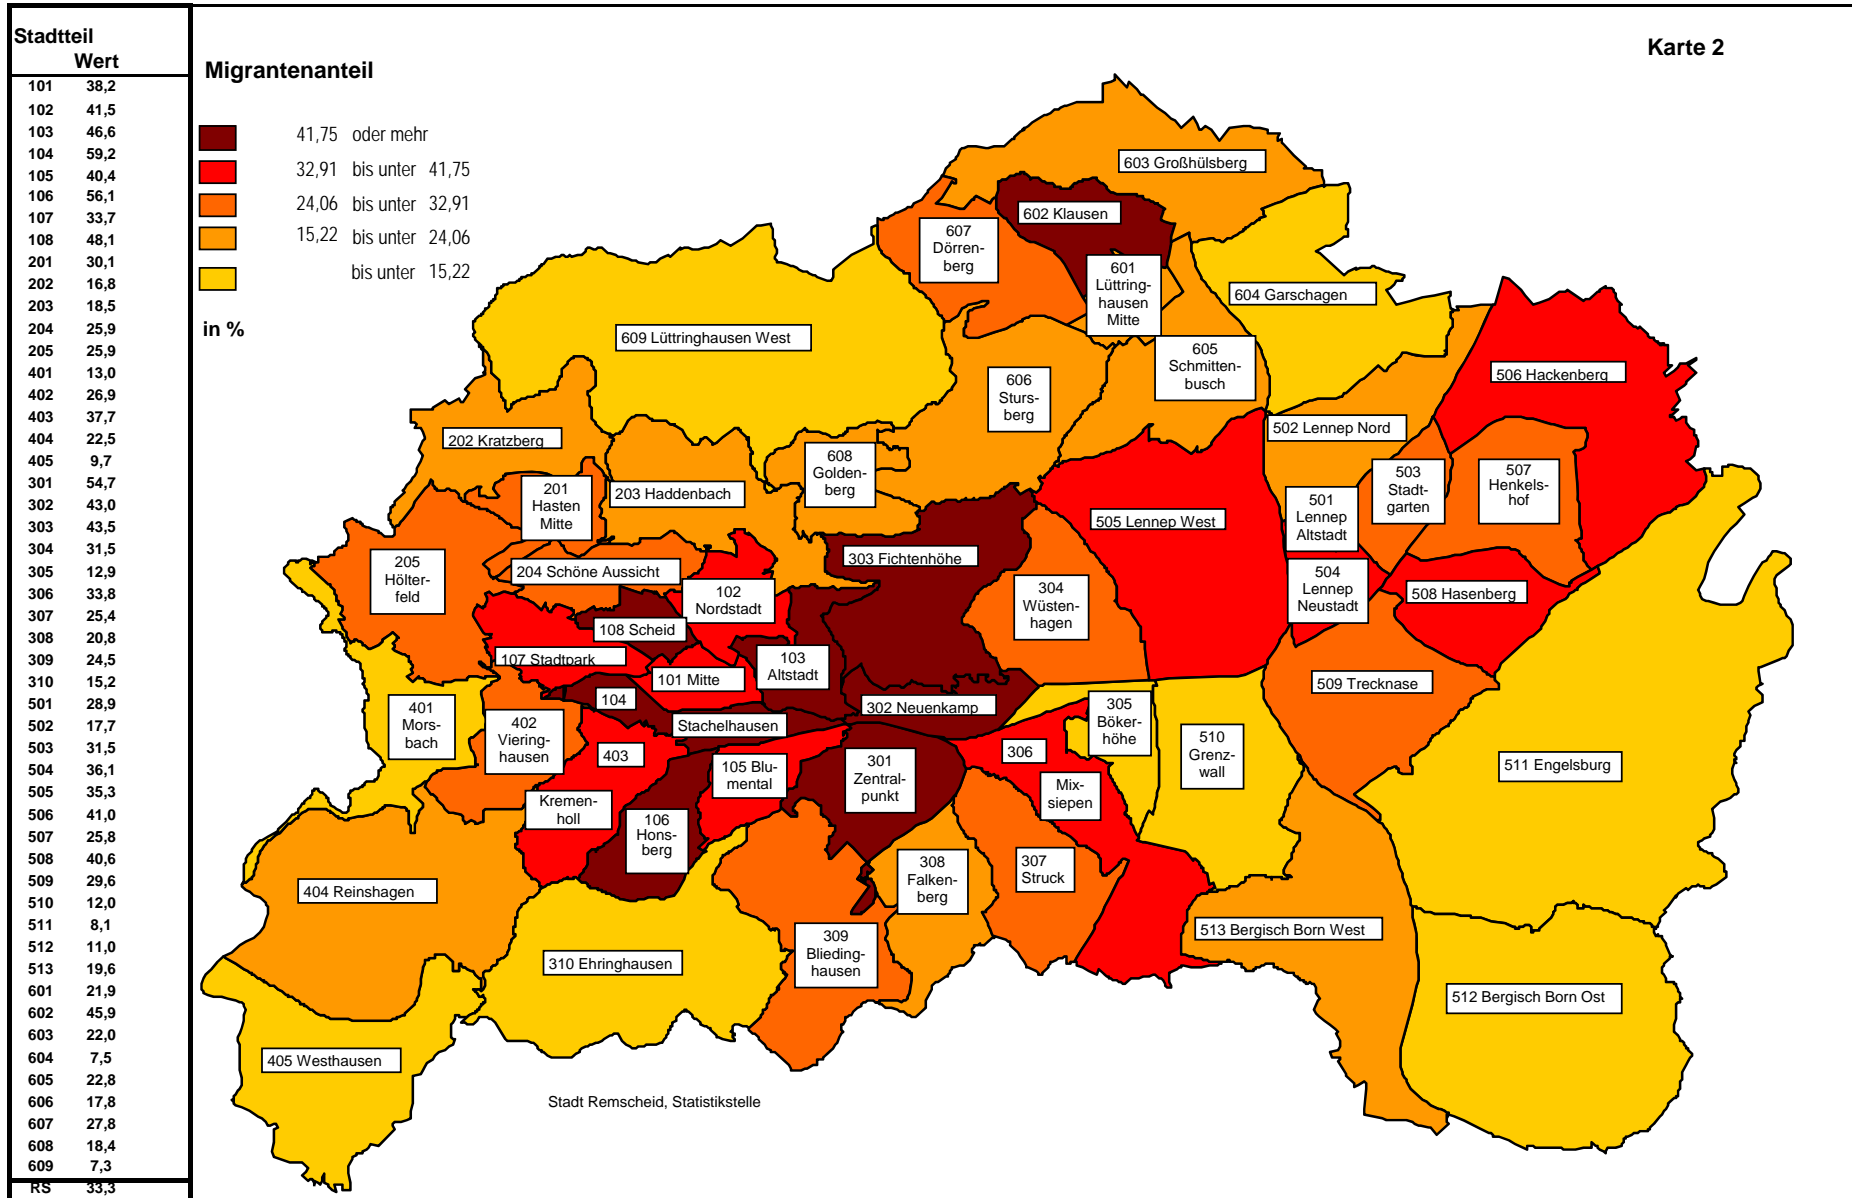 Stadtteil
Wert
101 38,2
102 41,5
103 46,6
104 59,2
105 40,4
106 56,1
107 33,7
108 48,1
201 30,1
202 16,8
203 18,5
204 25,9
205 25,9
401 13,0
402 26,9
403 37,7
404 22,5
405 9,7
301 54,7
302 43,0
303 43,5
304 31,5
305 12,9
306 33,8
307 25,4
308 20,8
309 24,5
310 15,2
501 28,9
502 17,7
503 31,5
504 36,1
505 35,3
506 41,0
507 25,8
508 40,6
509 29,6
510 12,0
511 8,1
512 11,0
513 19,6
601 21,9
602 45,9
603 22,0
604 7,5
605 22,8
606 17,8
607 27,8
608 18,4
609 7,3
RS 33,3
Karte 2
Migrantenanteil
41,75 oder mehr
32,91 bis unter 41,75
24,06 bis unter 32,91
15,22 bis unter 24,06
bis unter 15,22
in %
603 Großhülsberg
602 Klausen
607
Dörren-
berg
601
Lüttring-
hausen
Mitte
604 Garschagen
609 Lüttringhausen West
605
Schmitten-
busch
506 Hackenberg
606
Sturs-
berg
202 Kratzberg
502 Lennep Nord
608
Golden-
berg
503
Stadt-
garten
507
Henkels-
hof
201
Hasten
Mitte
203 Haddenbach
501
Lennep
Altstadt
505 Lennep West
205
Hölter-
feld
204 Schöne Aussicht
303 Fichtenhöhe
102
Nordstadt
304
Wüsten-
hagen
504
Lennep
Neustadt
508 Hasenberg
108 Scheid
107 Stadtpark
103
Altstadt
101 Mitte
104
Stachelhausen
302 Neuenkamp
509 Trecknase
401
Mors-
bach
402
Viering-
hausen
403
Kremen-
holl
305
Böker-
höhe
510
Grenz-
wall
306
Mix-
siepen
301
Zentral-
punkt
105 Blu-
mental
511 Engelsburg
106
Hons-
berg
307
Struck
308
Falken-
berg
404 Reinshagen
309
Blieding-
hausen
513 Bergisch Born West
310 Ehringhausen
512 Bergisch Born Ost
405 Westhausen
Stadt Remscheid, Statistikstelle